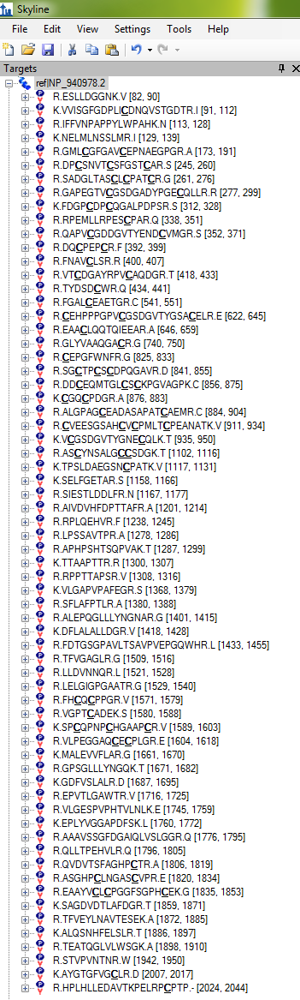 Skyline
File Edit View Settings Tools Help
Targets
ref|NP_940978.2
R.ESLLDGGNK.V [82, 90]
K.VVISGFGDPLICDNQVSTGDTR.I [91, 112]
R.IFFVNPAPPYLWPAHK.N [113, 128]
K.NELMLNSSLMR.I [129, 139]
R.GMLCGFGAVCEPNAEGPGR.A [173, 191]
R.DPCSNVTCSFGSTCAR.S [245, 260]
R.SADGLTASCLCPATCR.G [261, 276]
R.GAPEGTVCGSDGADYPGECQLLR.R [277, 299]
K.FDGPCDPCQGALPDPSR.S [312, 328]
R.RPEMLLRPESCPAR.Q [338, 351]
R.QAPVCGDDGVTYENDCVMGR.S [352, 371]
R.DQCPEPCR.F [392, 399]
R.FNAVCLSR.R [400, 407]
R.VTCDGAYRPVCAQDGR.T [418, 433]
R.TYDSDCWR.Q [434, 441]
R.FGALCEAETGR.C [541, 551]
R.CEHPPPGPVCGSDGVTYGSACELR.E [622, 645]
R.EAACLQQTQIEEAR.A [646, 659]
R.GLYVAAQGACR.G [740, 750]
R.CEPGFWNFR.G [825, 833]
R.SGCTPCSCDPQGAVR.D [841, 855]
R.DDCEQMTGLCSCKPGVAGPK.C [856, 875]
K.CGQCPDGR.A [876, 883]
R.ALGPAGCEADASAPATCAEMR.C [884, 904]
R.CVEESGSAHCVCPMLTCPEANATK.V [911, 934]
K.VCGSDGVTYGNECQLK.T [935, 950]
R.ASCYNSALGCCSDGK.T [1102, 1116]
K.TPSLDAEGSNCPATK.V [1117, 1131]
K.SELFGETAR.S [1158, 1166]
R.SIESTLDDLFR.N [1167, 1177]
R.AIVDVHFDPTTAFR.A [1201, 1214]
R.RPLQEHVR.F [1238, 1245]
R.LPSSAVTPR.A [1278, 1286]
R.APHPSHTSQPVAK.T [1287, 1299]
K.TTAAPTTR.R [1300, 1307]
R.RPPTTAPSR.V [1308, 1316]
K.VLGAPVPAFEGR.S [1368, 1379]
R.SFLAFPTLR.A [1380, 1388]
R.ALEPQGLLLYNGNAR.G [1401, 1415]
K.DFLALALLDGR.V [1418, 1428]
R.FDTGSGPAVLTSAVPVEPGQWHR.L [1433, 1455]
R.TFVGAGLR.G [1509, 1516]
R.LLDVNNQR.L [1521, 1528]
R.LELGIGPGAATR.G [1529, 1540]
R.FHCQCPPGR.V [1571, 1579]
R.VGPTCADEK.S [1580, 1588]
K.SPCQPNPCHGAAPCR.V [1589, 1603]
R.VLPEGGAQCECPLGR.E [1604, 1618]
K.MALEVVFLAR.G [1661, 1670]
R.GPSGLLLYNGQK.T [1671, 1682]
K.GDFVSLALR.D [1687, 1695]
R.EPVTLGAWTR.V [1716, 1725]
R.VLGESPVPHTVLNLK.E [1745, 1759]
K.EPLYVGGAPDFSK.L [1760, 1772]
R.AAAVSSGFDGAIQLVSLGGR.Q [1776, 1795]
R.QLLTPEHVLR.Q [1796, 1805]
R.QVDVTSFAGHPCTR.A [1806, 1819]
R.ASGHPCLNGASCVPR.E [1820, 1834]
R.EAAYVCLCPGGFSGPHCEK.G [1835, 1853]
K.SAGDVDTLAFDGR.T [1859, 1871]
R.TFVEYLNAVTESEK.A [1872, 1885]
K.ALQSNHFELSLR.T [1886, 1897]
R.TEATQGLVLWSGK.A [1898, 1910]
R.STVPVNTNR.W [1942, 1950]
K.AYGTGFVGCLR.D [2007, 2017]
R.HPLHLLEDAVTKPELRPCPTP.- [2024, 2044]